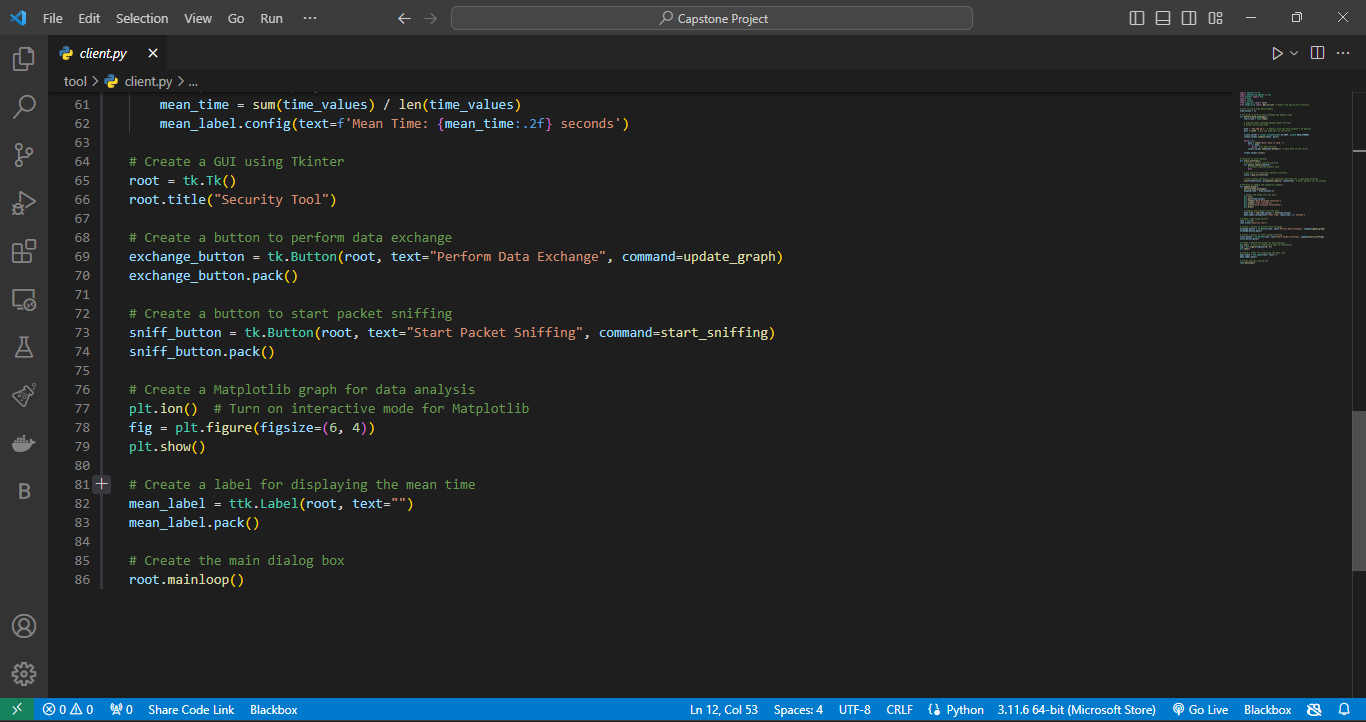 File Edit Selection View Go Run ··· Capstone Project
client.py
tool > client.py > ...
61 mean_time = sum(time_values) / len(time_values)
62 mean_label.config(text=f'Mean Time: {mean_time:.2f} seconds')
63
64 # Create a GUI using Tkinter
65 root = tk.Tk()
66 root.title("Security Tool")
67
68 # Create a button to perform data exchange
69 exchange_button = tk.Button(root, text="Perform Data Exchange", command=update_graph)
70 exchange_button.pack()
71
72 # Create a button to start packet sniffing
73 sniff_button = tk.Button(root, text="Start Packet Sniffing", command=start_sniffing)
74 sniff_button.pack()
75
76 # Create a Matplotlib graph for data analysis
77 plt.ion()  # Turn on interactive mode for Matplotlib
78 fig = plt.figure(figsize=(6, 4))
79 plt.show()
80
81 # Create a label for displaying the mean time
82 mean_label = ttk.Label(root, text="")
83 mean_label.pack()
84
85 # Create the main dialog box
86 root.mainloop()
B
0 0 0 Share Code Link Blackbox Ln 12, Col 53 Spaces: 4 UTF-8 CRLF Python 3.11.6 64-bit (Microsoft Store) Go Live Blackbox